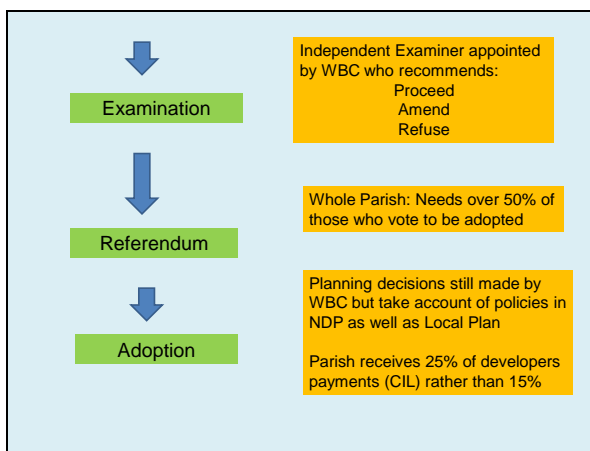 Independent Examiner appointed
by WBC who recommends:
Proceed
Amend
Refuse
Examination
Whole Parish: Needs over 50% of
those who vote to be adopted
Referendum
Planning decisions still made by
WBC but take account of policies in
NDP as well as Local Plan
Adoption
Parish receives 25% of developers
payments (CIL) rather than 15%